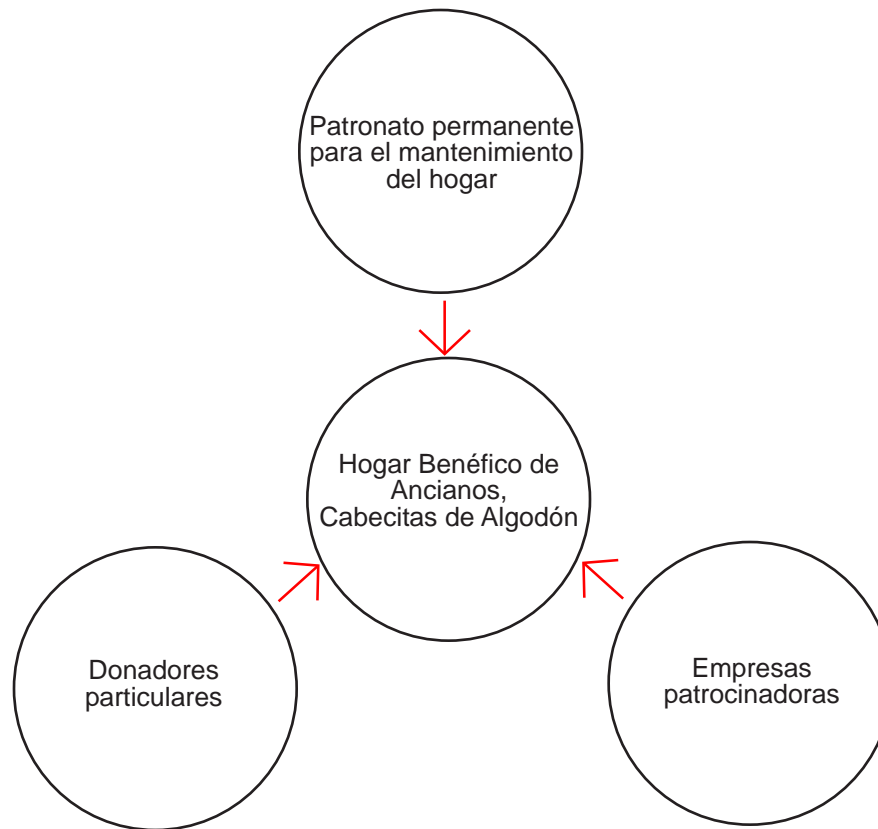 Patronato permanente
para el mantenimiento
del hogar
Hogar Benéfico de
Ancianos,
Cabecitas de Algodón
Donadores
particulares
Empresas
patrocinadoras